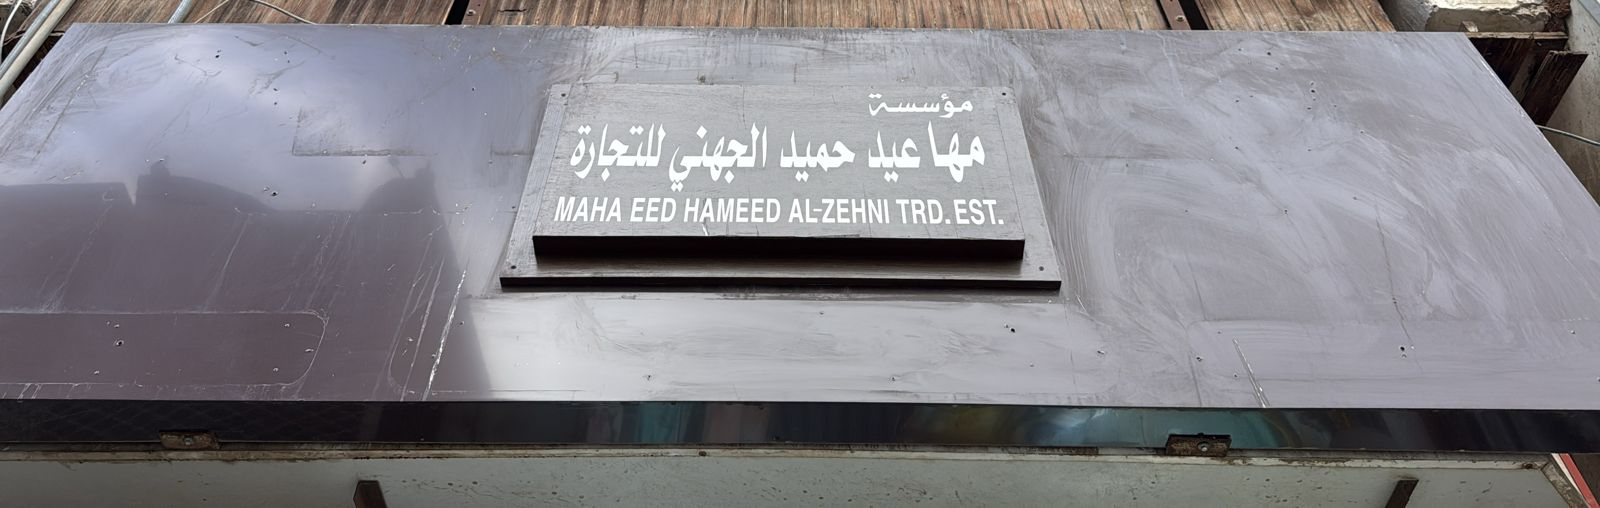 مؤسسة
مها عيد حميد الجهني للتجارة
MAHA EED HAMEED AL-ZEHNI TRD. EST.